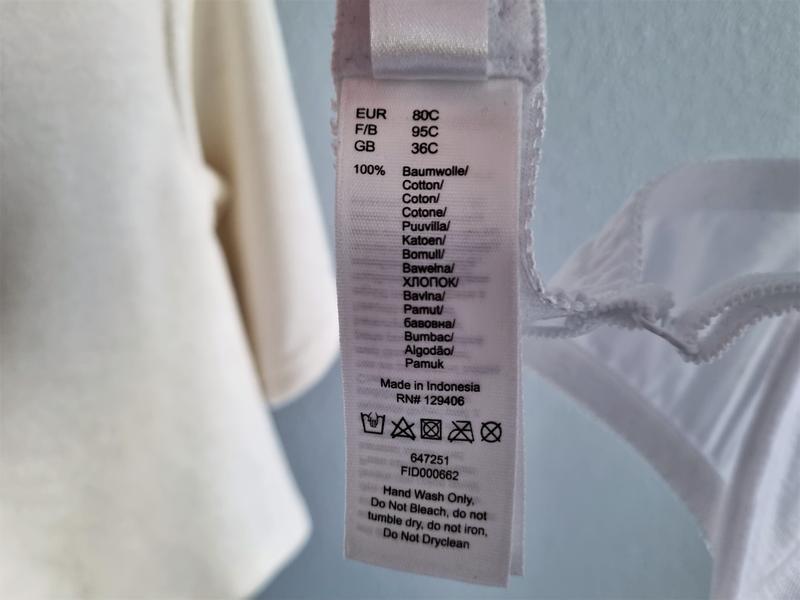 EUR 80C
F/B 95C
GB 36C
100% Baumwolle/
Cotton/
Coton/
Cotone/
Puuvilla/
Katoen/
Bomull/
Bawełna/
ХЛОПОК/
Bavlna/
Pamut/
бавовна/
Bumbac/
Algodão/
Pamuk
Made in Indonesia
RN# 129406
647251
FID000662
Hand Wash Only,
Do Not Bleach, do not
tumble dry, do not iron,
Do Not Dryclean